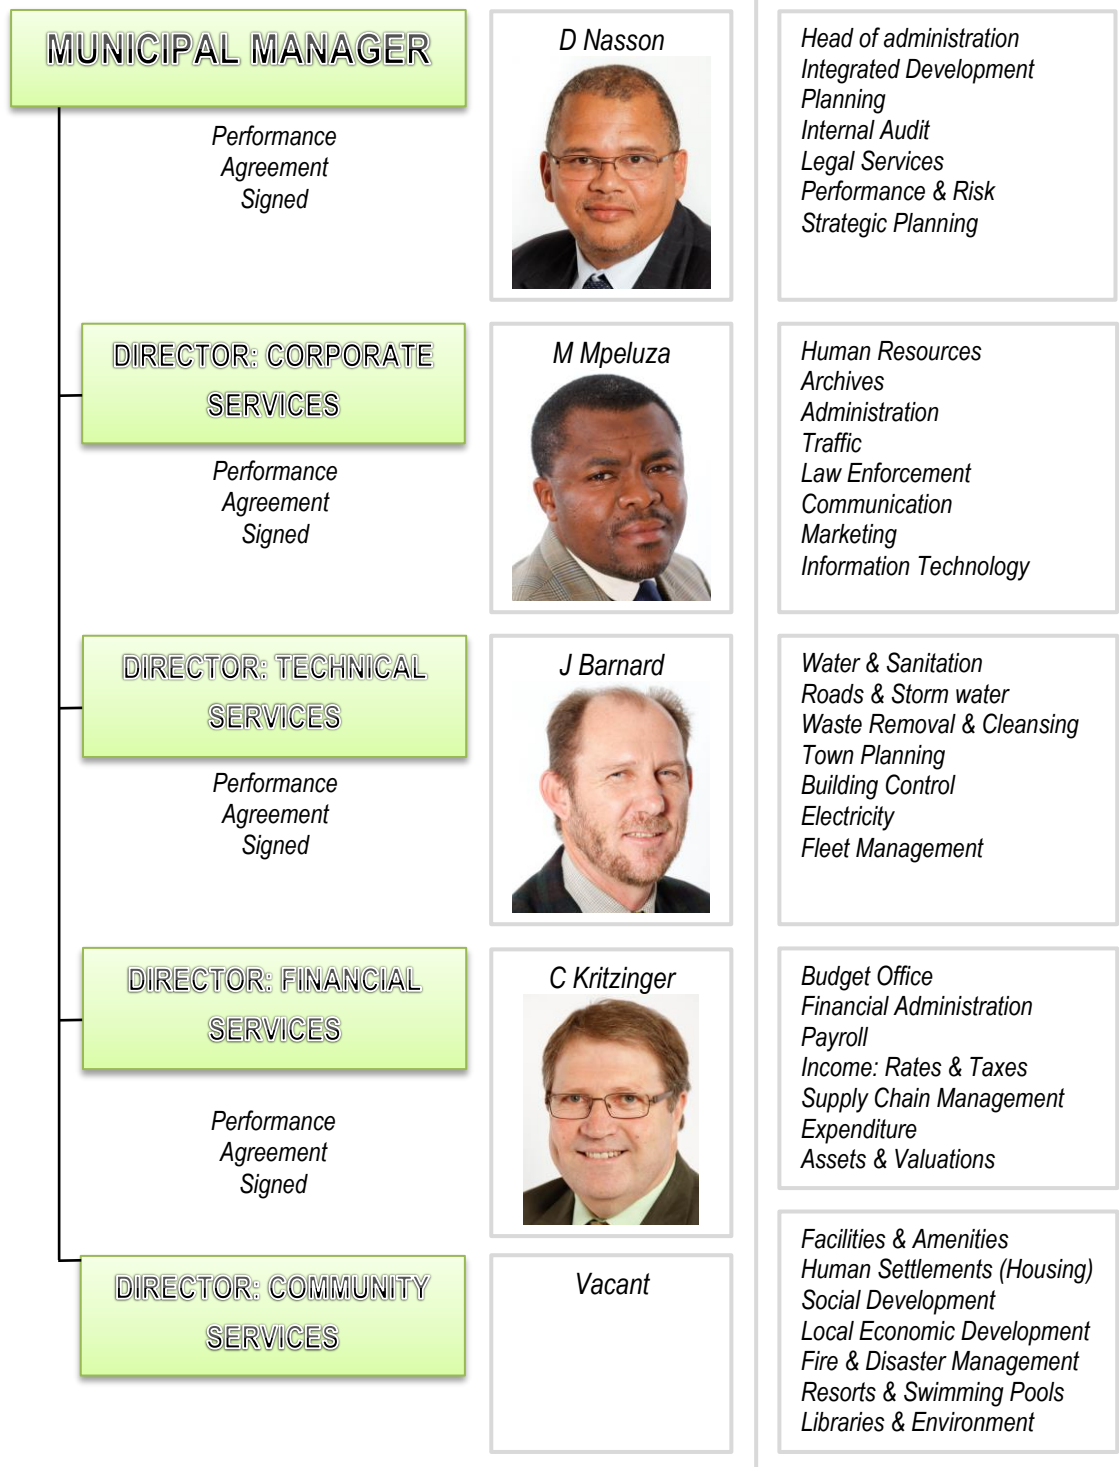 MUNICIPAL MANAGER
Performance
Agreement
Signed
D Nasson
Head of administration
Integrated Development
Planning
Internal Audit
Legal Services
Performance & Risk
Strategic Planning
DIRECTOR: CORPORATE
SERVICES
Performance
Agreement
Signed
M Mpeluza
Human Resources
Archives
Administration
Traffic
Law Enforcement
Communication
Marketing
Information Technology
DIRECTOR: TECHNICAL
SERVICES
Performance
Agreement
Signed
J Barnard
Water & Sanitation
Roads & Storm water
Waste Removal & Cleansing
Town Planning
Building Control
Electricity
Fleet Management
DIRECTOR: FINANCIAL
SERVICES
Performance
Agreement
Signed
C Kritzinger
Budget Office
Financial Administration
Payroll
Income: Rates & Taxes
Supply Chain Management
Expenditure
Assets & Valuations
DIRECTOR: COMMUNITY
SERVICES
Vacant
Facilities & Amenities
Human Settlements (Housing)
Social Development
Local Economic Development
Fire & Disaster Management
Resorts & Swimming Pools
Libraries & Environment